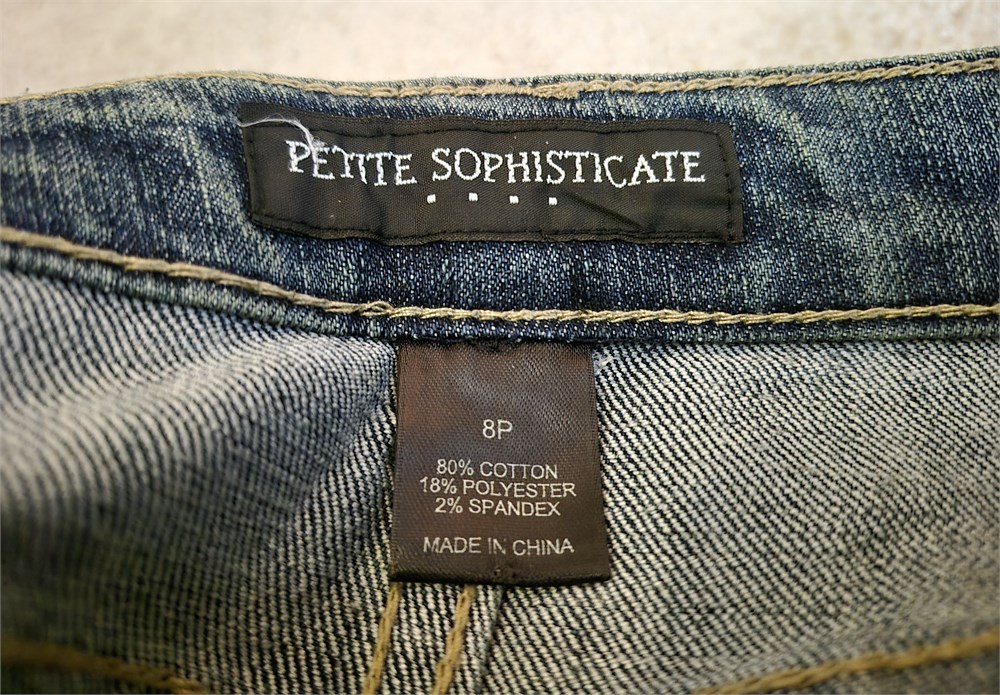 PETITE SOPHISTICATE
8P
80% COTTON
18% POLYESTER
2% SPANDEX
MADE IN CHINA